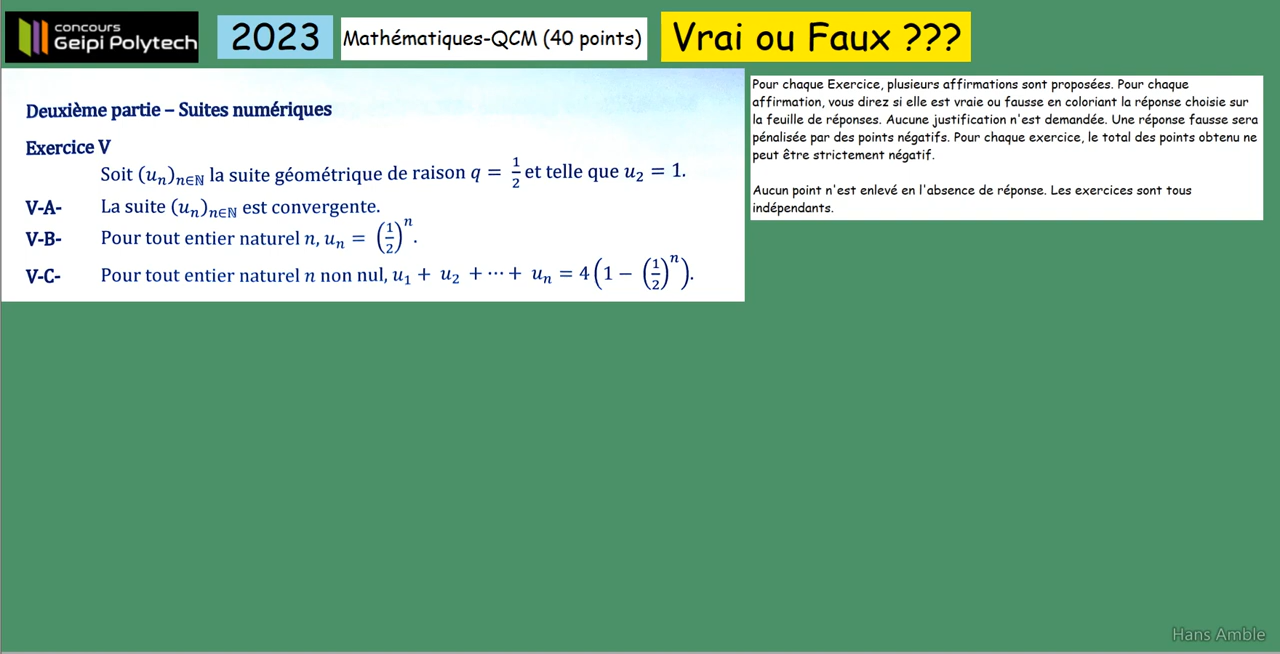 concours
Geipi Polytech
2023
Mathématiques-QCM (40 points)
Vrai ou Faux ???
Deuxième partie – Suites numériques
Exercice V
Soit (uₙ)ₙ∈ℕ la suite géométrique de raison q = 1/2 et telle que u₂ = 1.
V-A- La suite (uₙ)ₙ∈ℕ est convergente.
V-B- Pour tout entier naturel n, uₙ = (1/2)ⁿ.
V-C- Pour tout entier naturel n non nul, u₁ + u₂ + ⋯ + uₙ = 4(1 − (1/2)ⁿ).
Pour chaque Exercice, plusieurs affirmations sont proposées. Pour chaque
affirmation, vous direz si elle est vraie ou fausse en coloriant la réponse choisie sur
la feuille de réponses. Aucune justification n'est demandée. Une réponse fausse sera
pénalisée par des points négatifs. Pour chaque exercice, le total des points obtenu ne
peut être strictement négatif.
Aucun point n'est enlevé en l'absence de réponse. Les exercices sont tous
indépendants.
Hans Amble